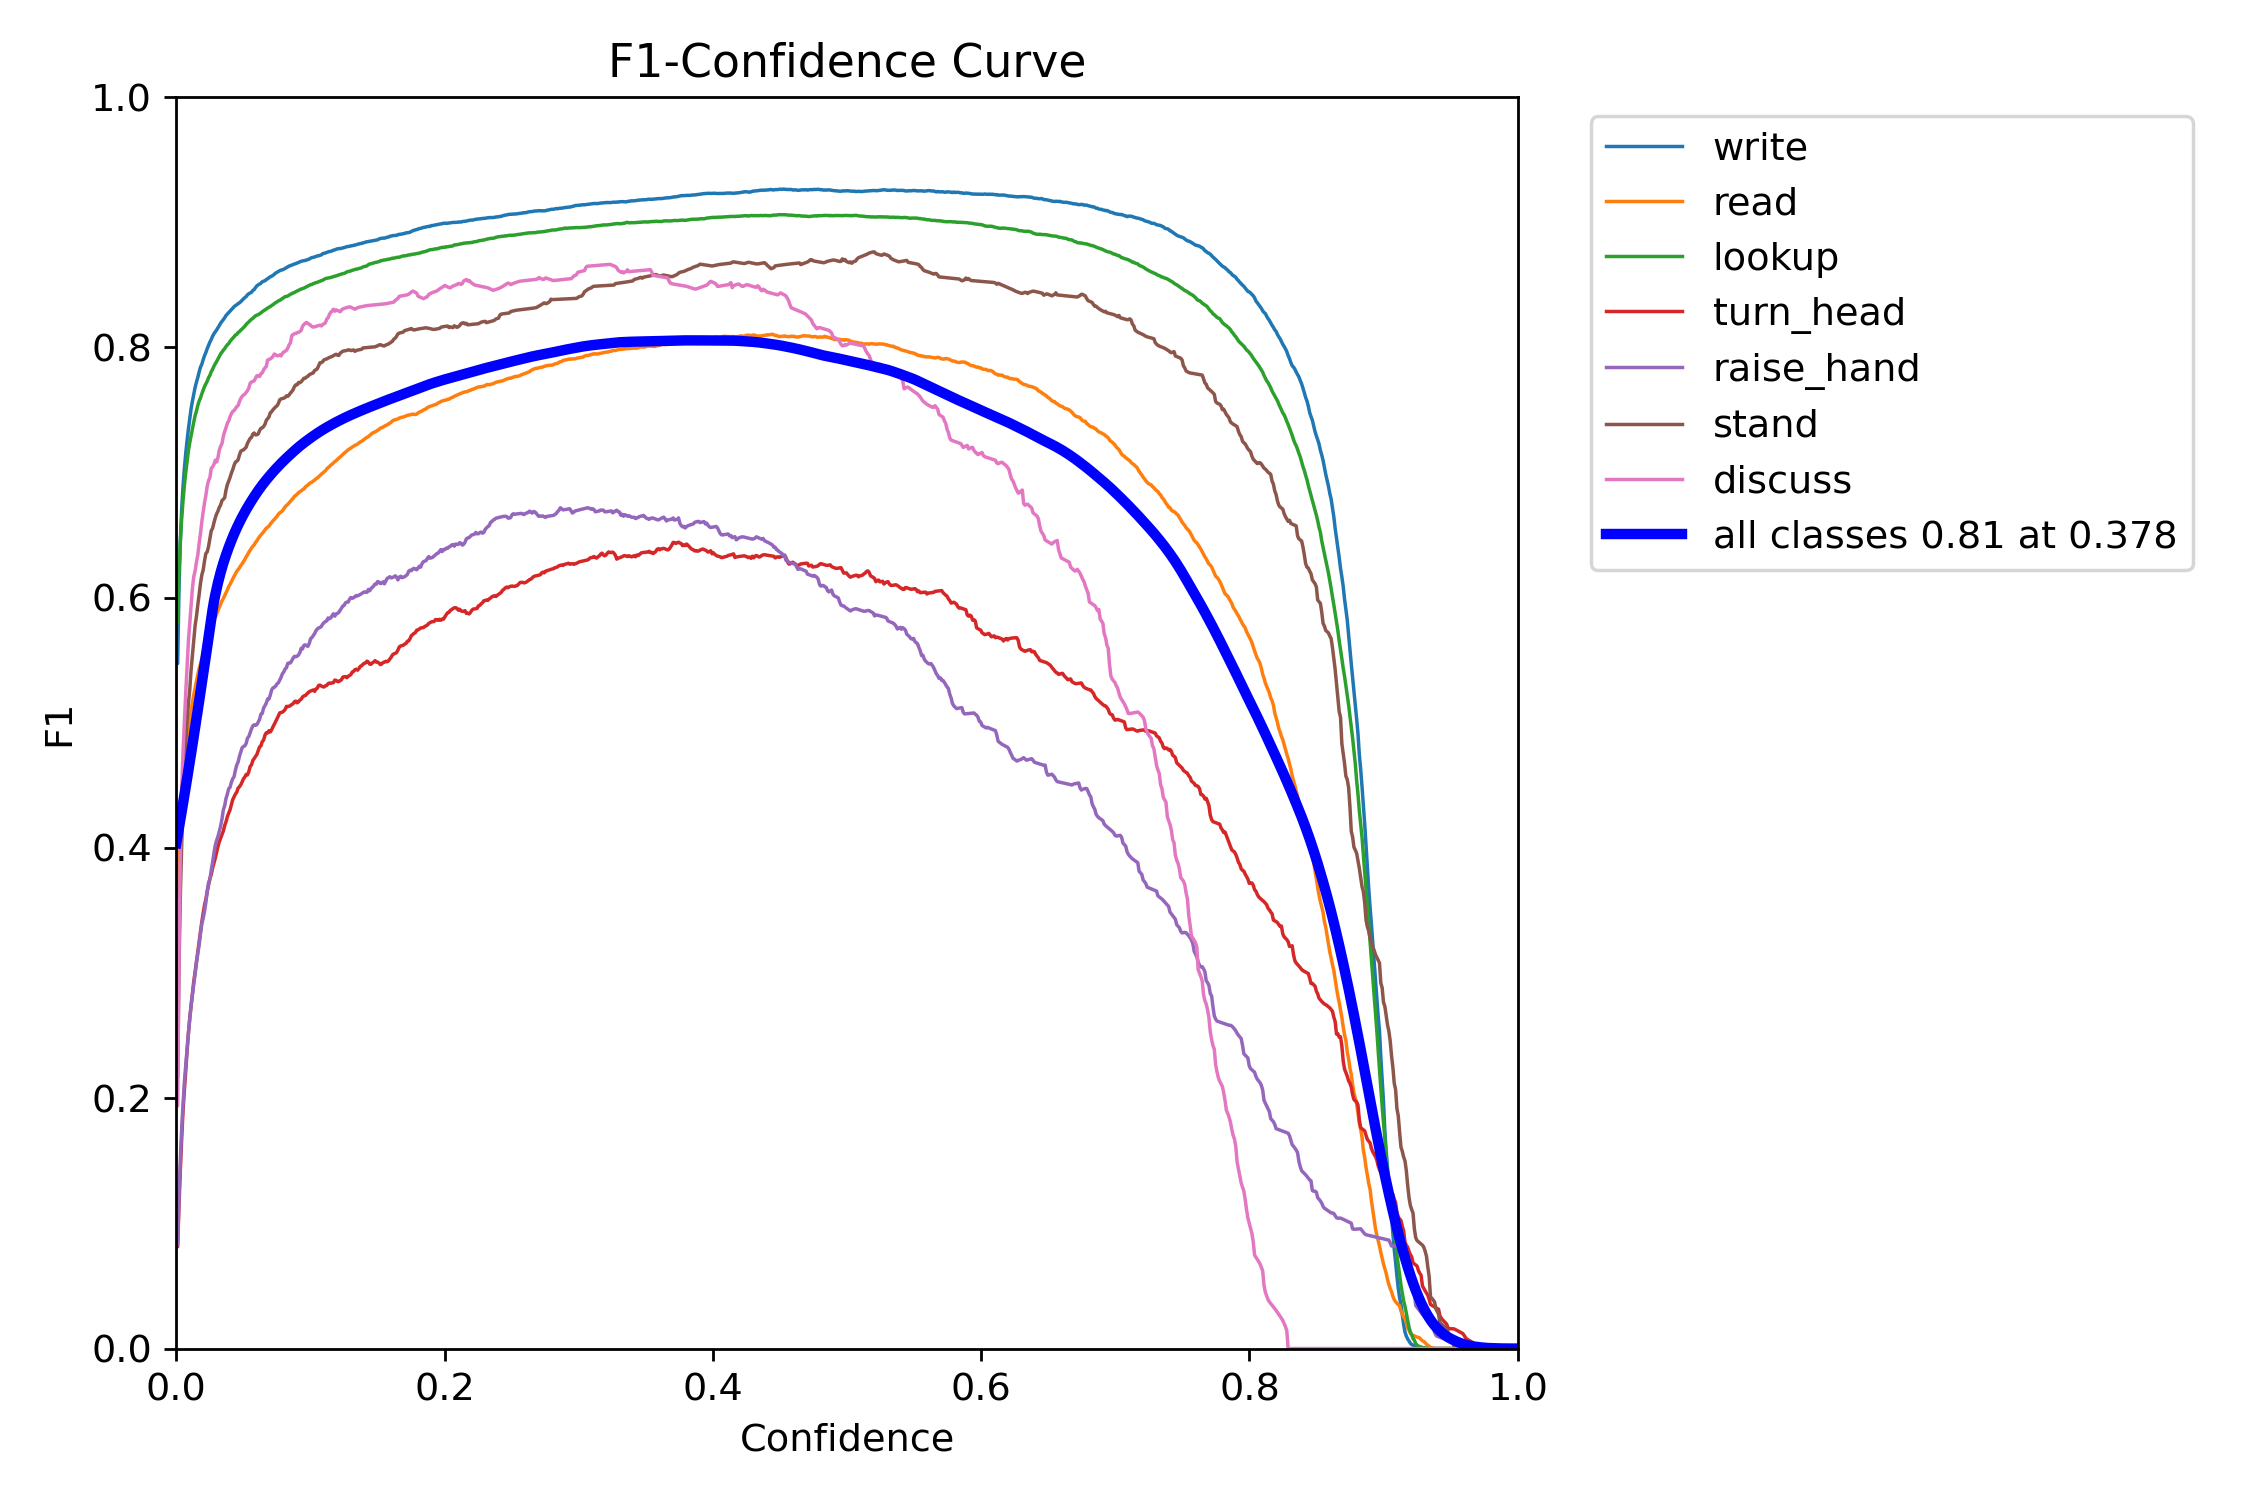 F1-Confidence Curve
1.0
0.8
0.6
0.4
0.2
0.0
F1
0.0 0.2 0.4 0.6 0.8 1.0
Confidence
write
read
lookup
turn_head
raise_hand
stand
discuss
all classes 0.81 at 0.378